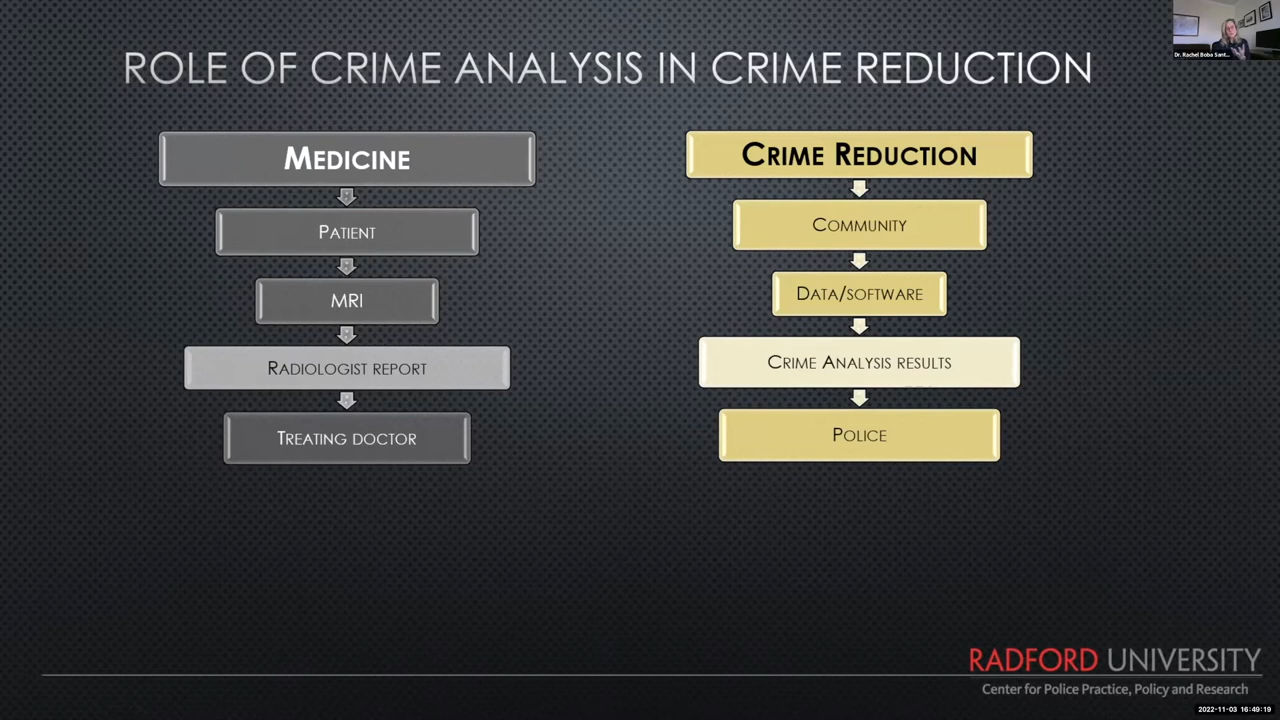 Dr. Rachel Boba Sant...
ROLE OF CRIME ANALYSIS IN CRIME REDUCTION
MEDICINE
PATIENT
MRI
RADIOLOGIST REPORT
TREATING DOCTOR
CRIME REDUCTION
COMMUNITY
DATA/SOFTWARE
CRIME ANALYSIS RESULTS
POLICE
RADFORD UNIVERSITY
Center for Police Practice, Policy and Research
2022-11-03 16:49:19